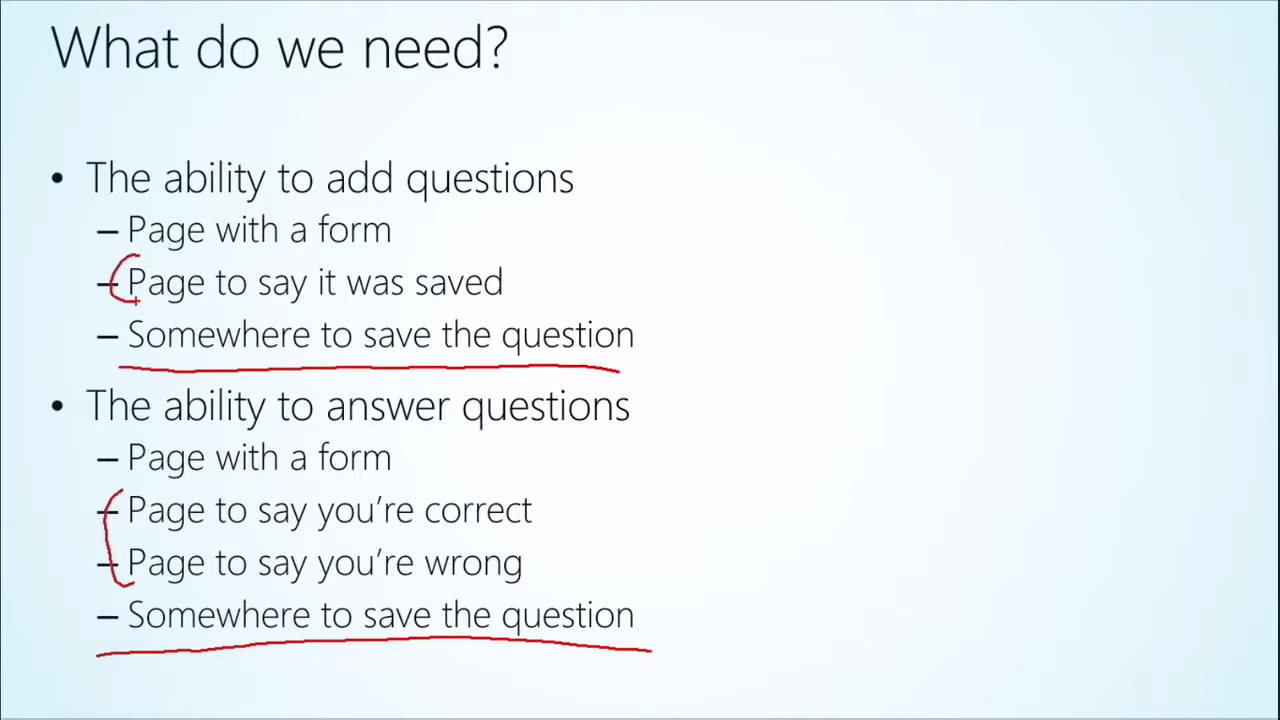 What do we need?
• The ability to add questions
– Page with a form
– Page to say it was saved
– Somewhere to save the question
• The ability to answer questions
– Page with a form
– Page to say you're correct
– Page to say you're wrong
– Somewhere to save the question